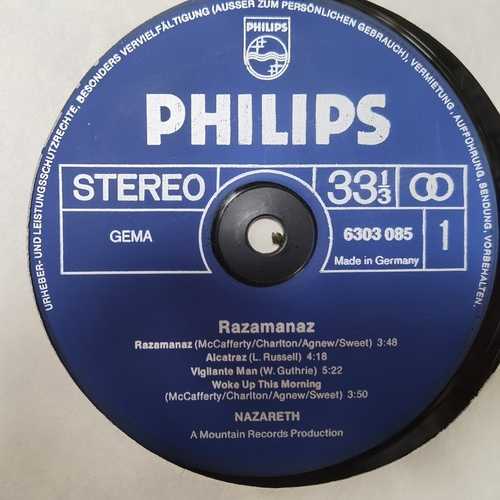 URHEBER- UND LEISTUNGSSCHUTZRECHTE, BESONDERS VERVIELFÄLTIGUNG (AUSSER ZUM PERSÖNLICHEN GEBRAUCH), VERMIETUNG, AUFFÜHRUNG, SENDUNG, VORBEHALTEN.
PHILIPS
PHILIPS
STEREO
33 1/3
GEMA
6303 085
1
Made in Germany
Razamanaz
Razamanaz (McCafferty/Charlton/Agnew/Sweet) 3:48
Alcatraz (L. Russell) 4:18
Vigilante Man (W. Guthrie) 5:22
Woke Up This Morning
(McCafferty/Charlton/Agnew/Sweet) 3:50
NAZARETH
A Mountain Records Production